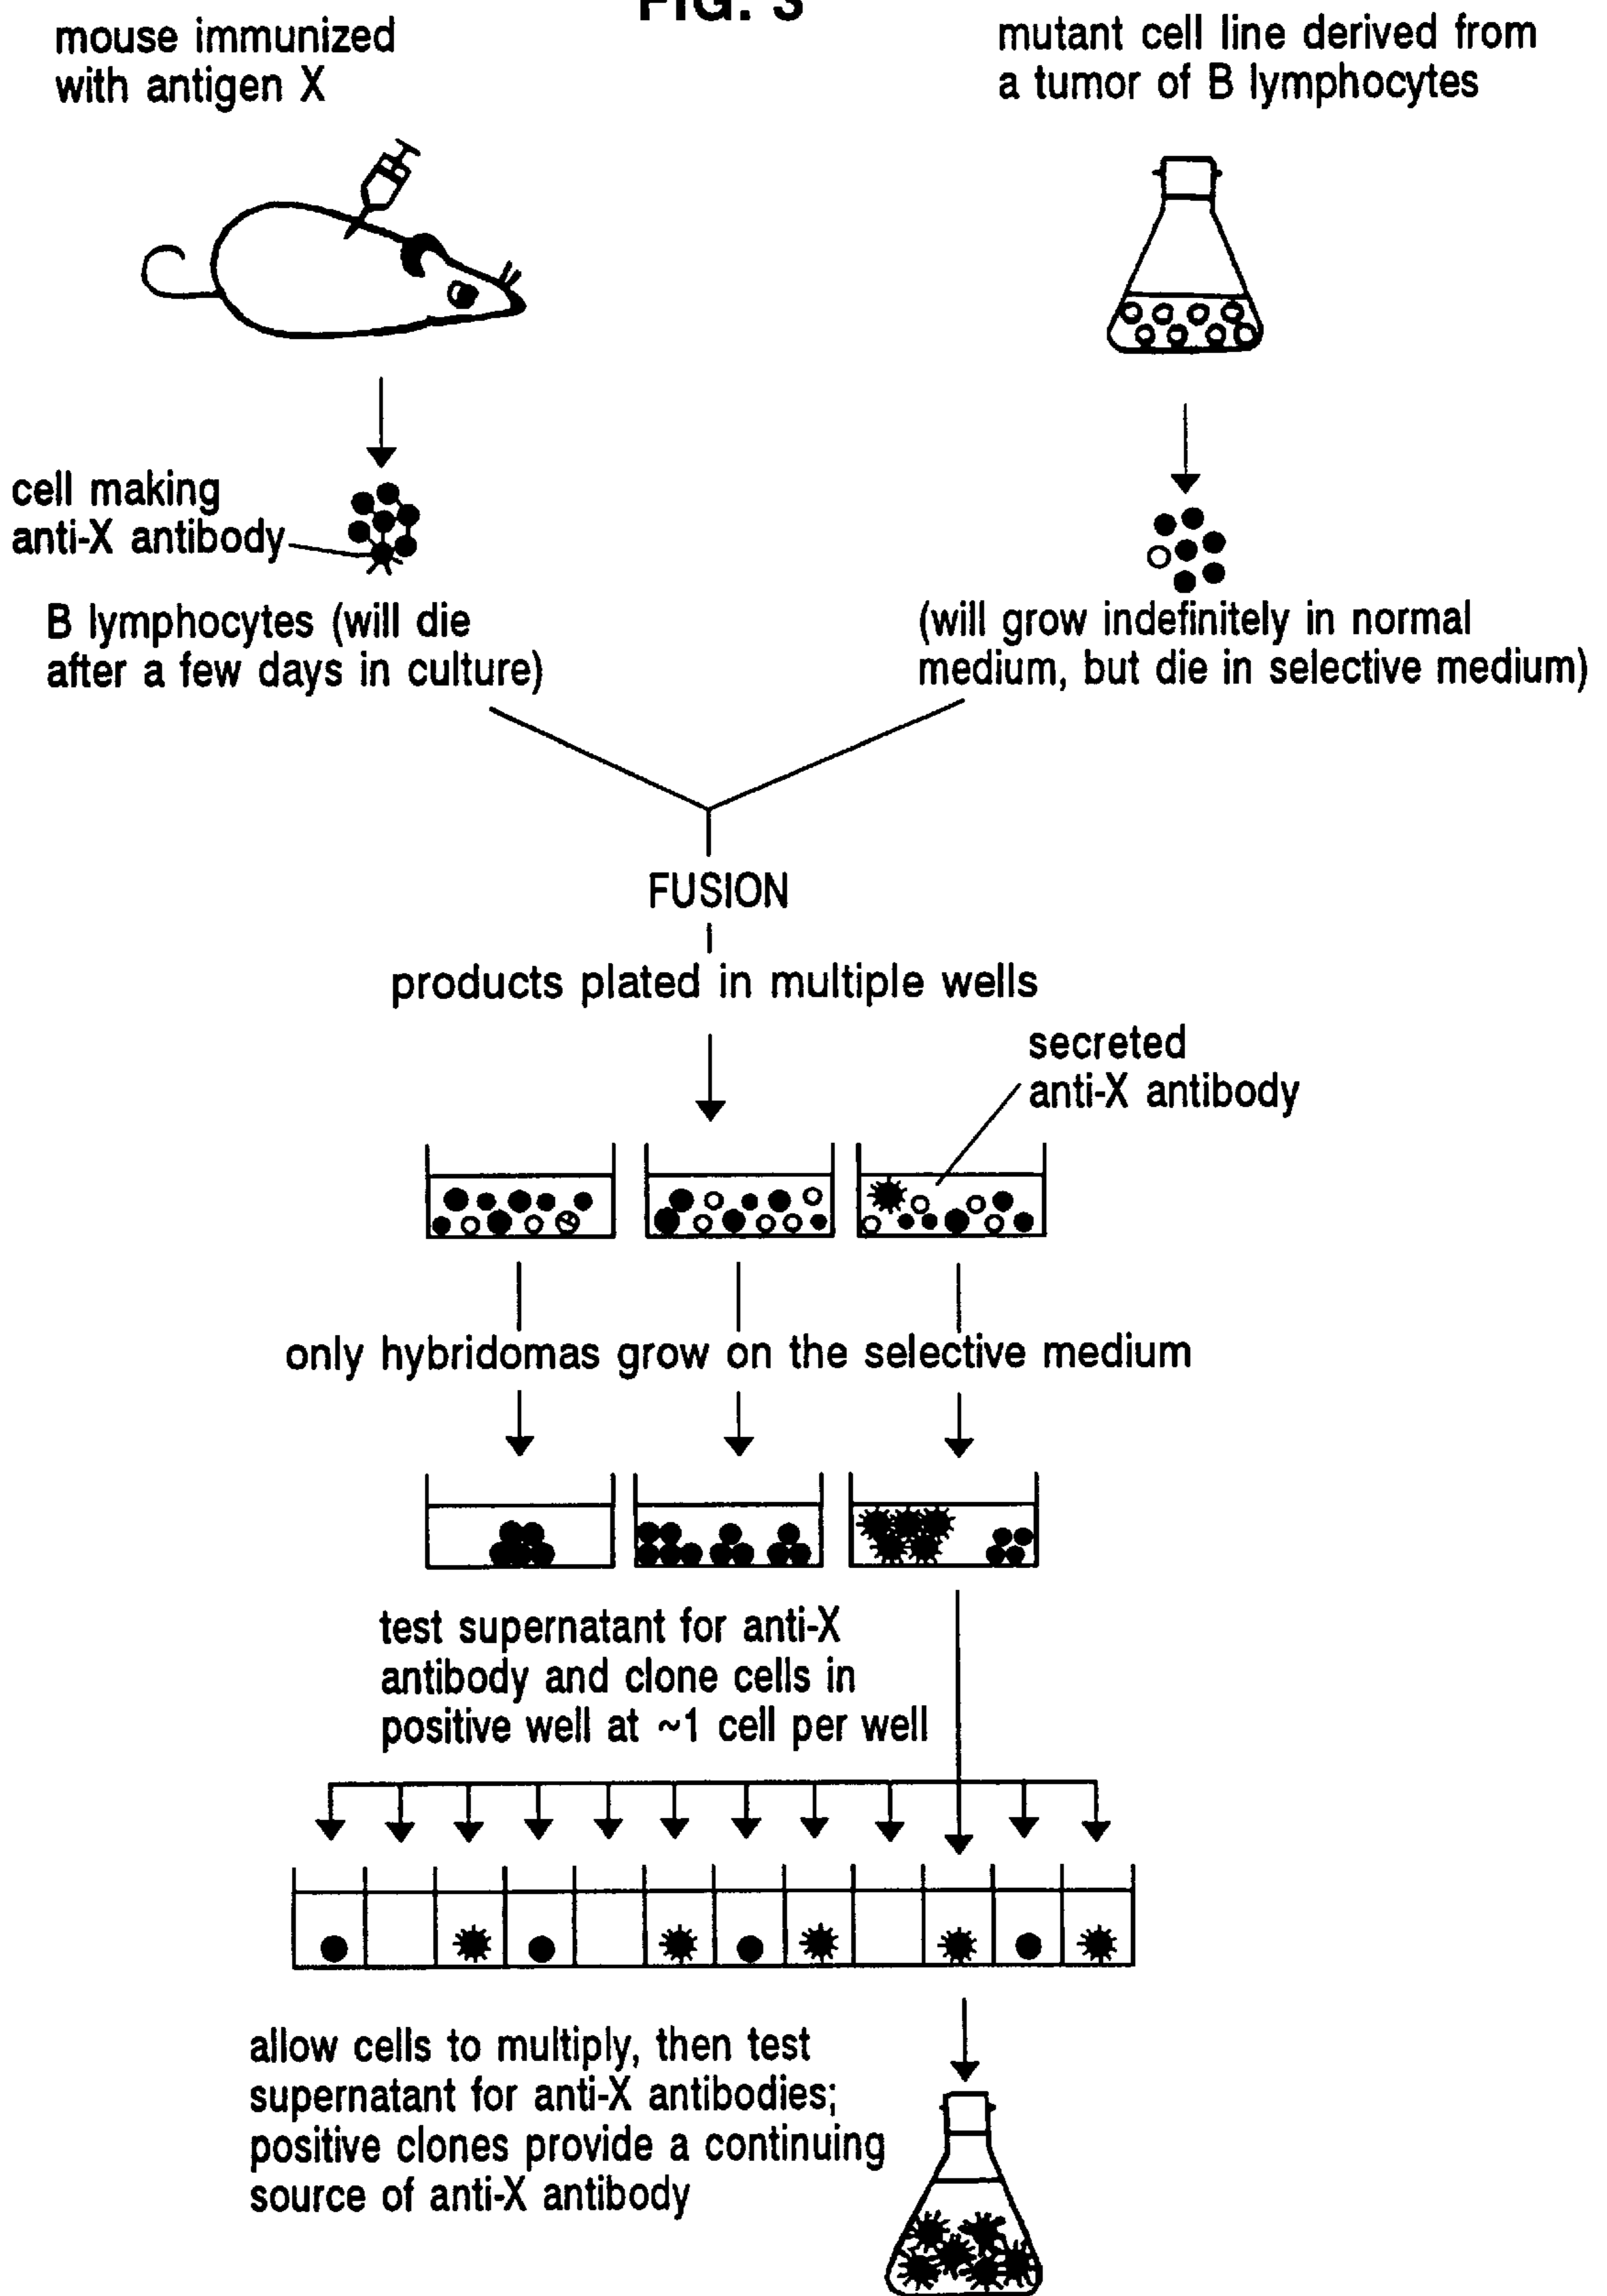 FIG. 3
mouse immunized
with antigen X
mutant cell line derived from
a tumor of B lymphocytes
cell making
anti-X antibody
B lymphocytes (will die
after a few days in culture)
(will grow indefinitely in normal
medium, but die in selective medium)
FUSION
products plated in multiple wells
secreted
anti-X antibody
only hybridomas grow on the selective medium
test supernatant for anti-X
antibody and clone cells in
positive well at ~1 cell per well
allow cells to multiply, then test
supernatant for anti-X antibodies;
positive clones provide a continuing
source of anti-X antibody